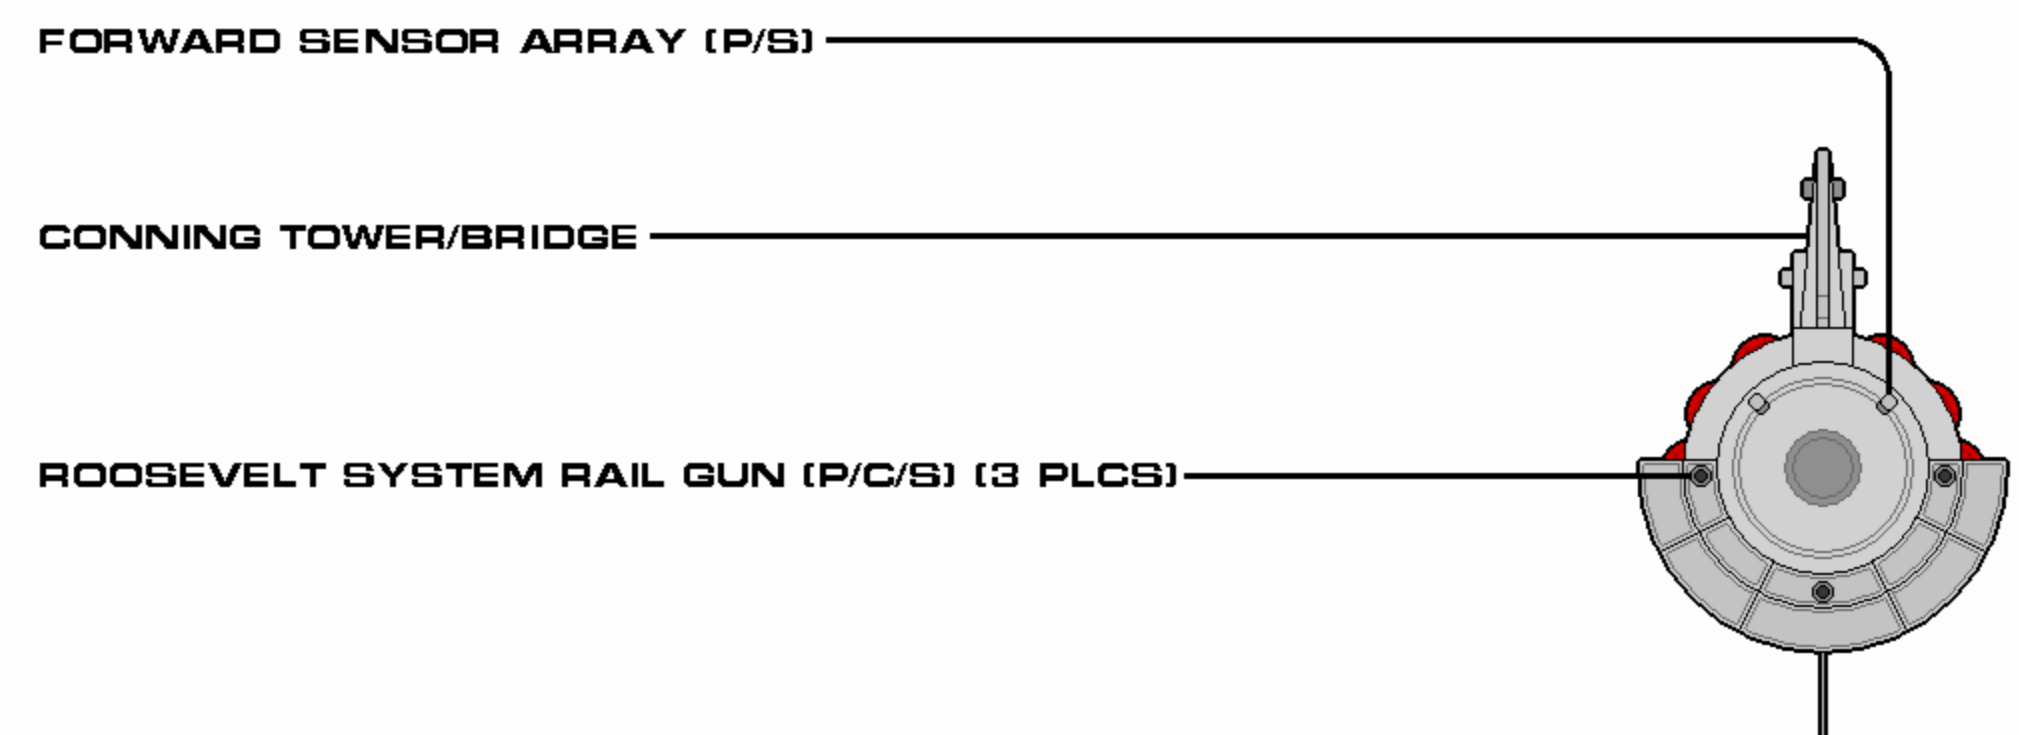 FORWARD SENSOR ARRAY (P/S)
CONNING TOWER/BRIDGE
ROOSEVELT SYSTEM RAIL GUN (P/C/S) (3 PLCS)